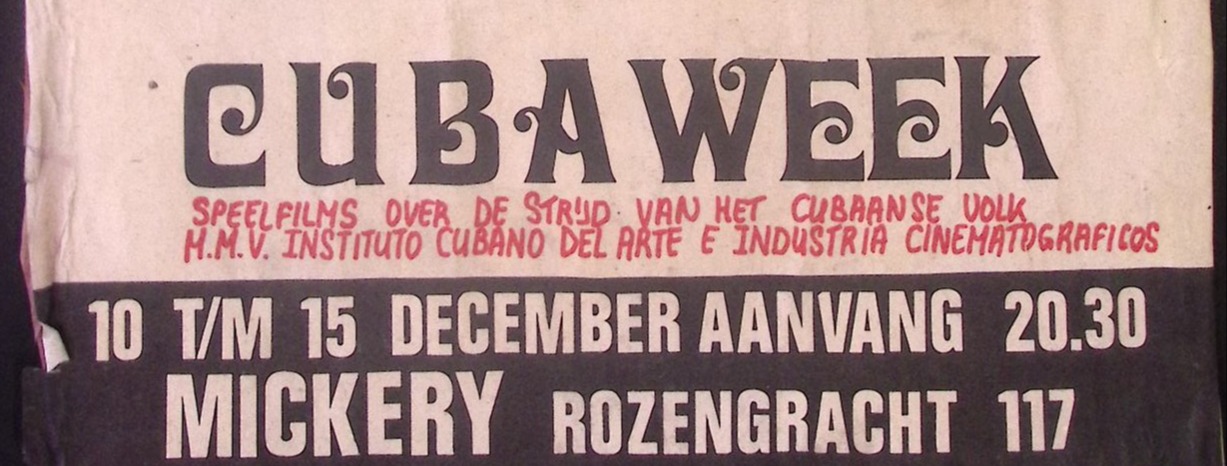 CUBAWEEK
SPEELFILMS OVER DE STRIJD VAN HET CUBAANSE VOLK
M.M.V. INSTITUTO CUBANO DEL ARTE E INDUSTRIA CINEMATOGRAFICOS
10 T/M 15 DECEMBER AANVANG 20.30
MICKERY ROZENGRACHT 117